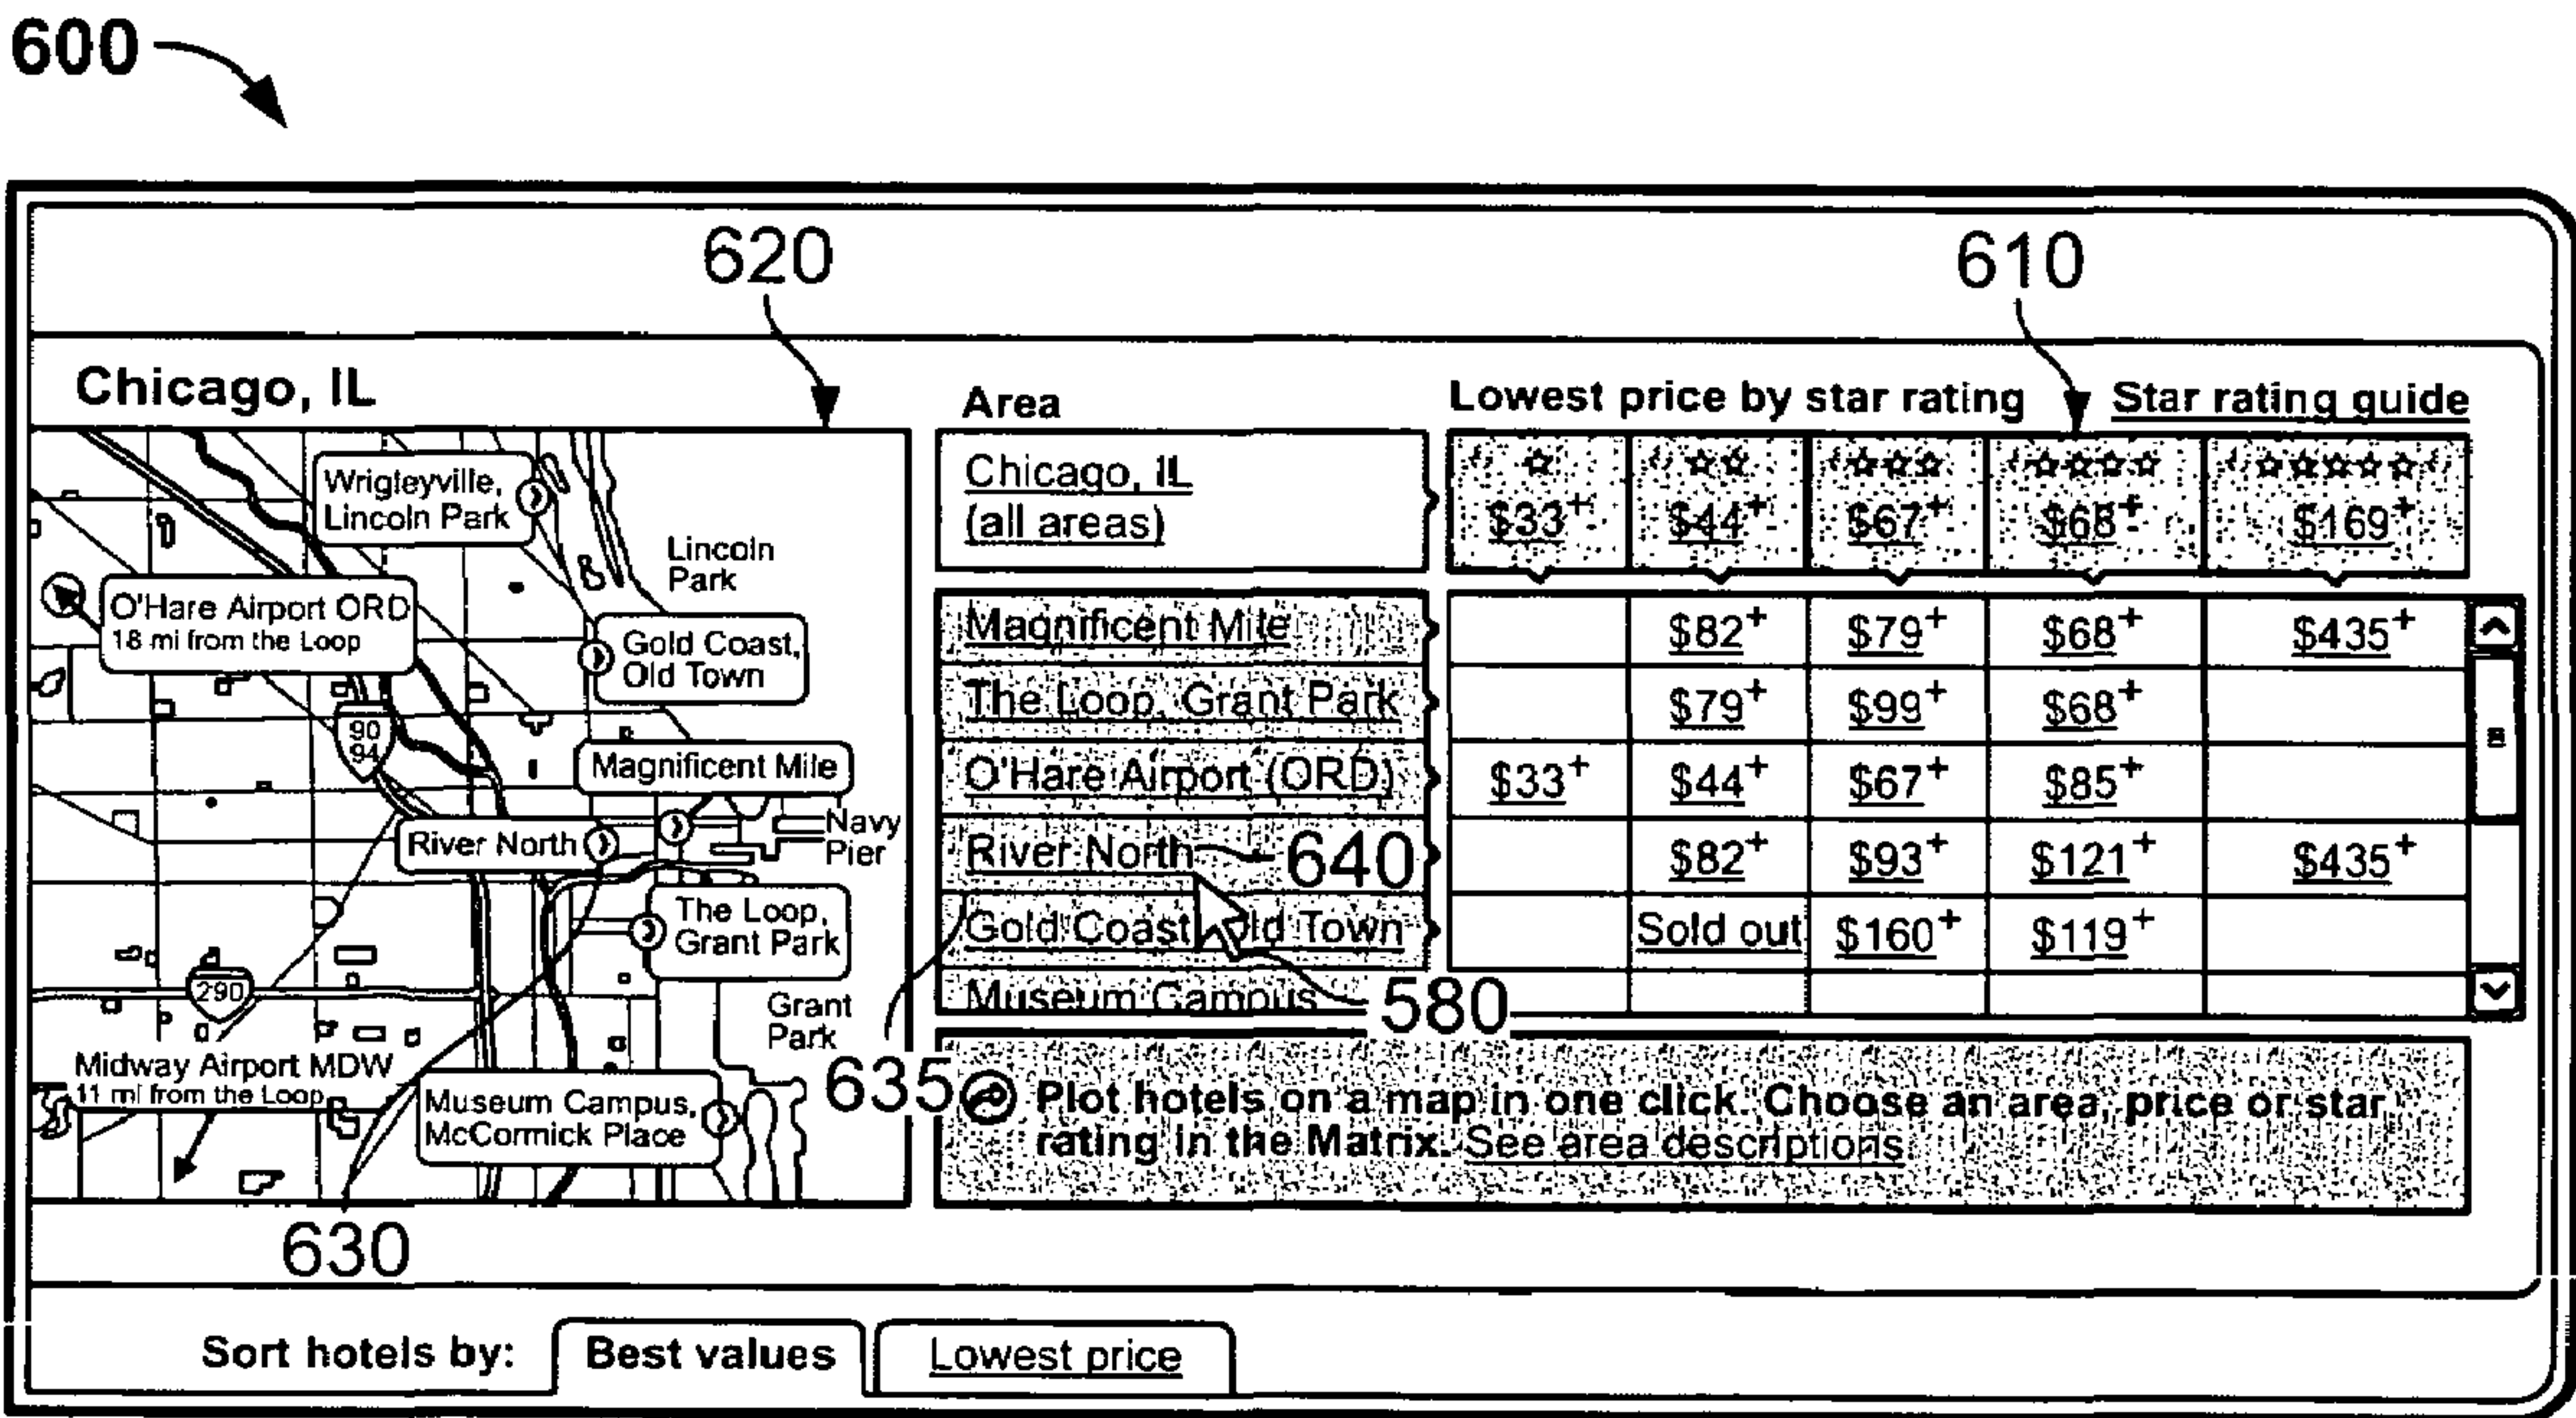 600
620
610
Chicago, IL
Wrigleyville,
Lincoln Park
Lincoln
Park
O'Hare Airport ORD
18 mi from the Loop
Gold Coast,
Old Town
90
94
Magnificent Mile
River North
Navy
Pier
The Loop,
Grant Park
290
Grant
Park
Midway Airport MDW
11 mi from the Loop
Museum Campus,
McCormick Place
630
Area
Lowest price by star rating Star rating guide
Chicago, IL
(all areas)
$33+ $44+ $67+ $68+ $169+
Magnificent Mile $82+ $79+ $68+ $435+
The Loop, Grant Park $79+ $99+ $68+
O'Hare Airport (ORD) $33+ $44+ $67+ $85+
River North 640 $82+ $93+ $121+ $435+
Gold Coast, Old Town Sold out $160+ $119+
Museum Campus 580
635
Plot hotels on a map in one click. Choose an area, price or star
rating in the Matrix. See area descriptions
Sort hotels by: Best values Lowest price